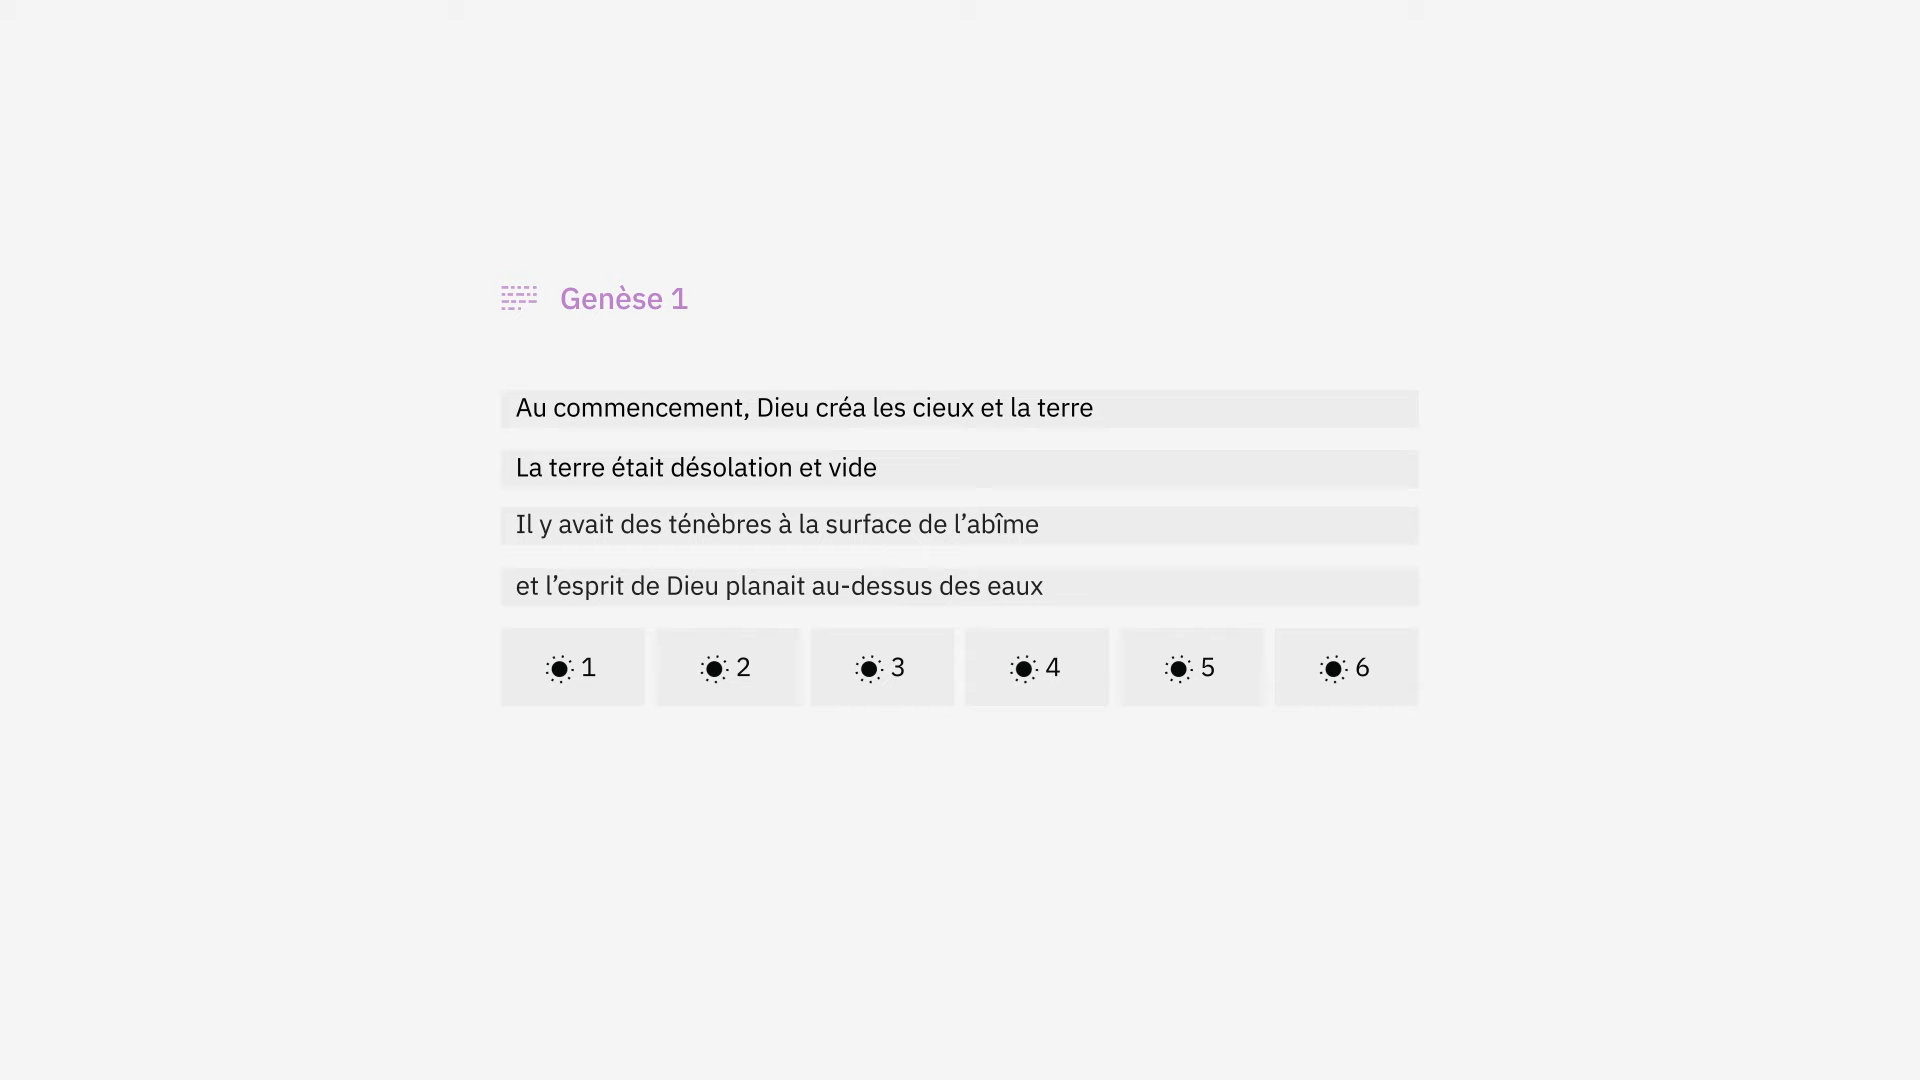 Genèse 1
Au commencement, Dieu créa les cieux et la terre
La terre était désolation et vide
Il y avait des ténèbres à la surface de l’abîme
et l’esprit de Dieu planait au-dessus des eaux
1 2 3 4 5 6